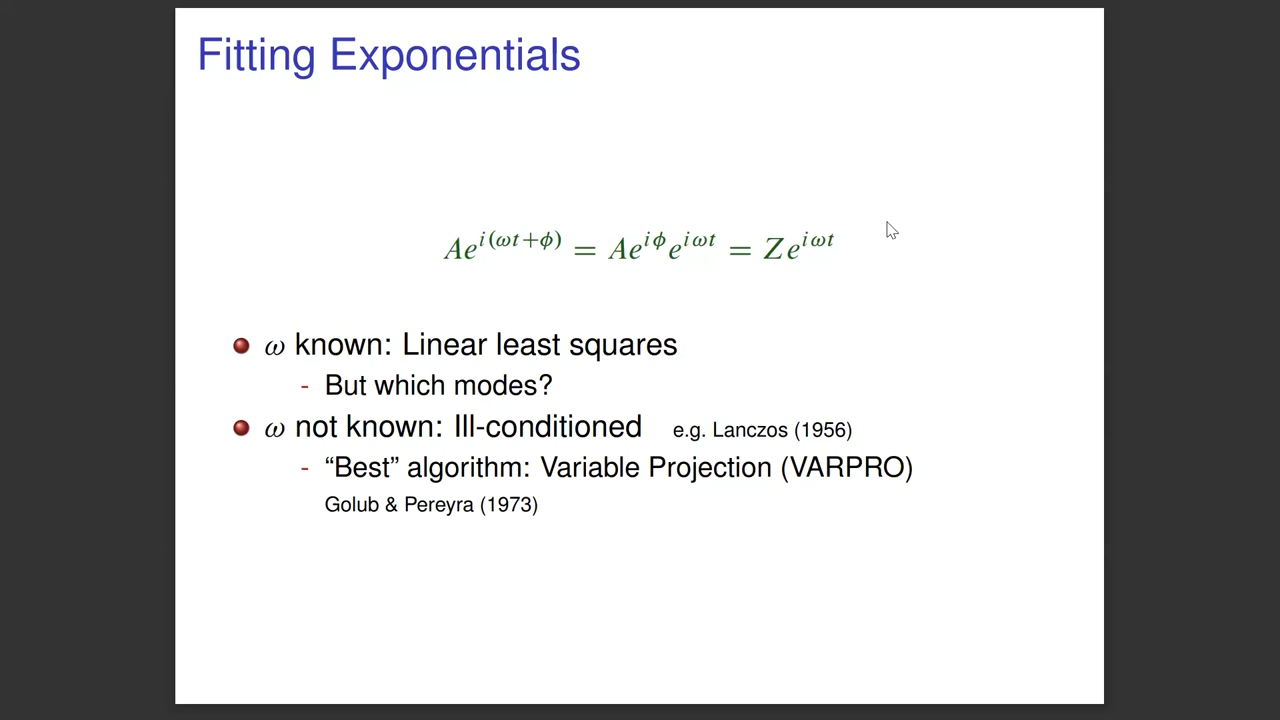 Fitting Exponentials
Ae^{i(ωt+ϕ)} = Ae^{iϕ}e^{iωt} = Ze^{iωt}
ω known: Linear least squares
- But which modes?
ω not known: Ill-conditioned e.g. Lanczos (1956)
- “Best” algorithm: Variable Projection (VARPRO)
Golub & Pereyra (1973)